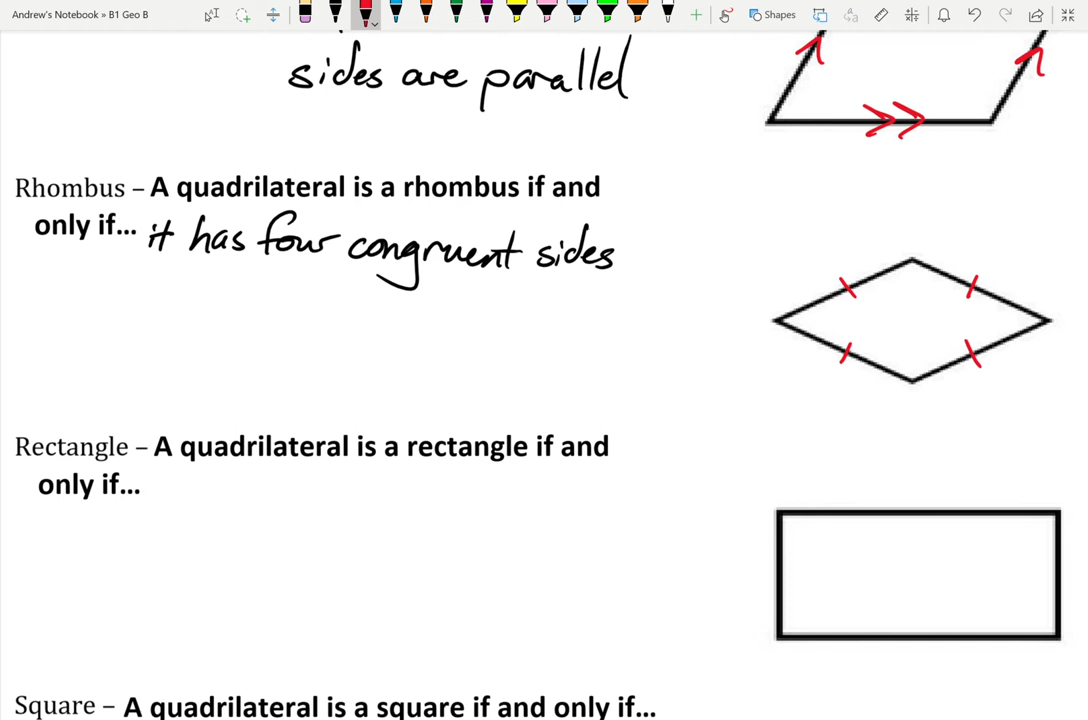 Andrew's Notebook » B1 Geo B
Shapes
sides are parallel
Rhombus – A quadrilateral is a rhombus if and
only if... it has four congruent sides
Rectangle – A quadrilateral is a rectangle if and
only if...
Square – A quadrilateral is a square if and only if...